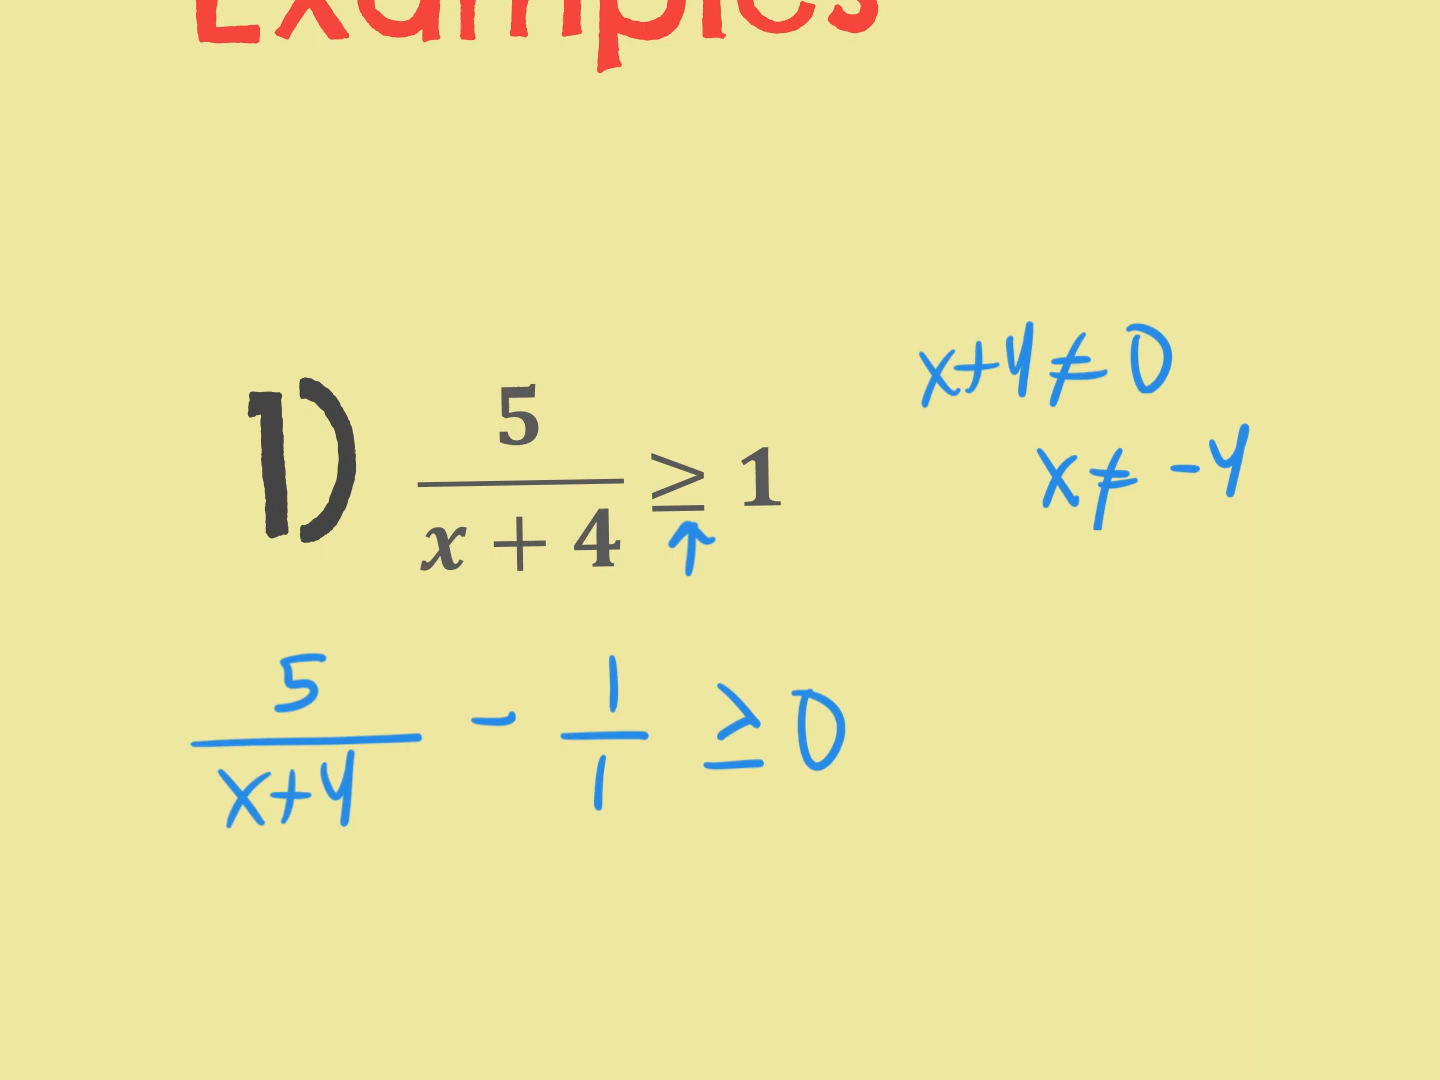 Examples
1) 5/(x + 4) ≥ 1
x+4 ≠ 0
x ≠ -4
↑
5/(x+4) - 1/1 ≥ 0